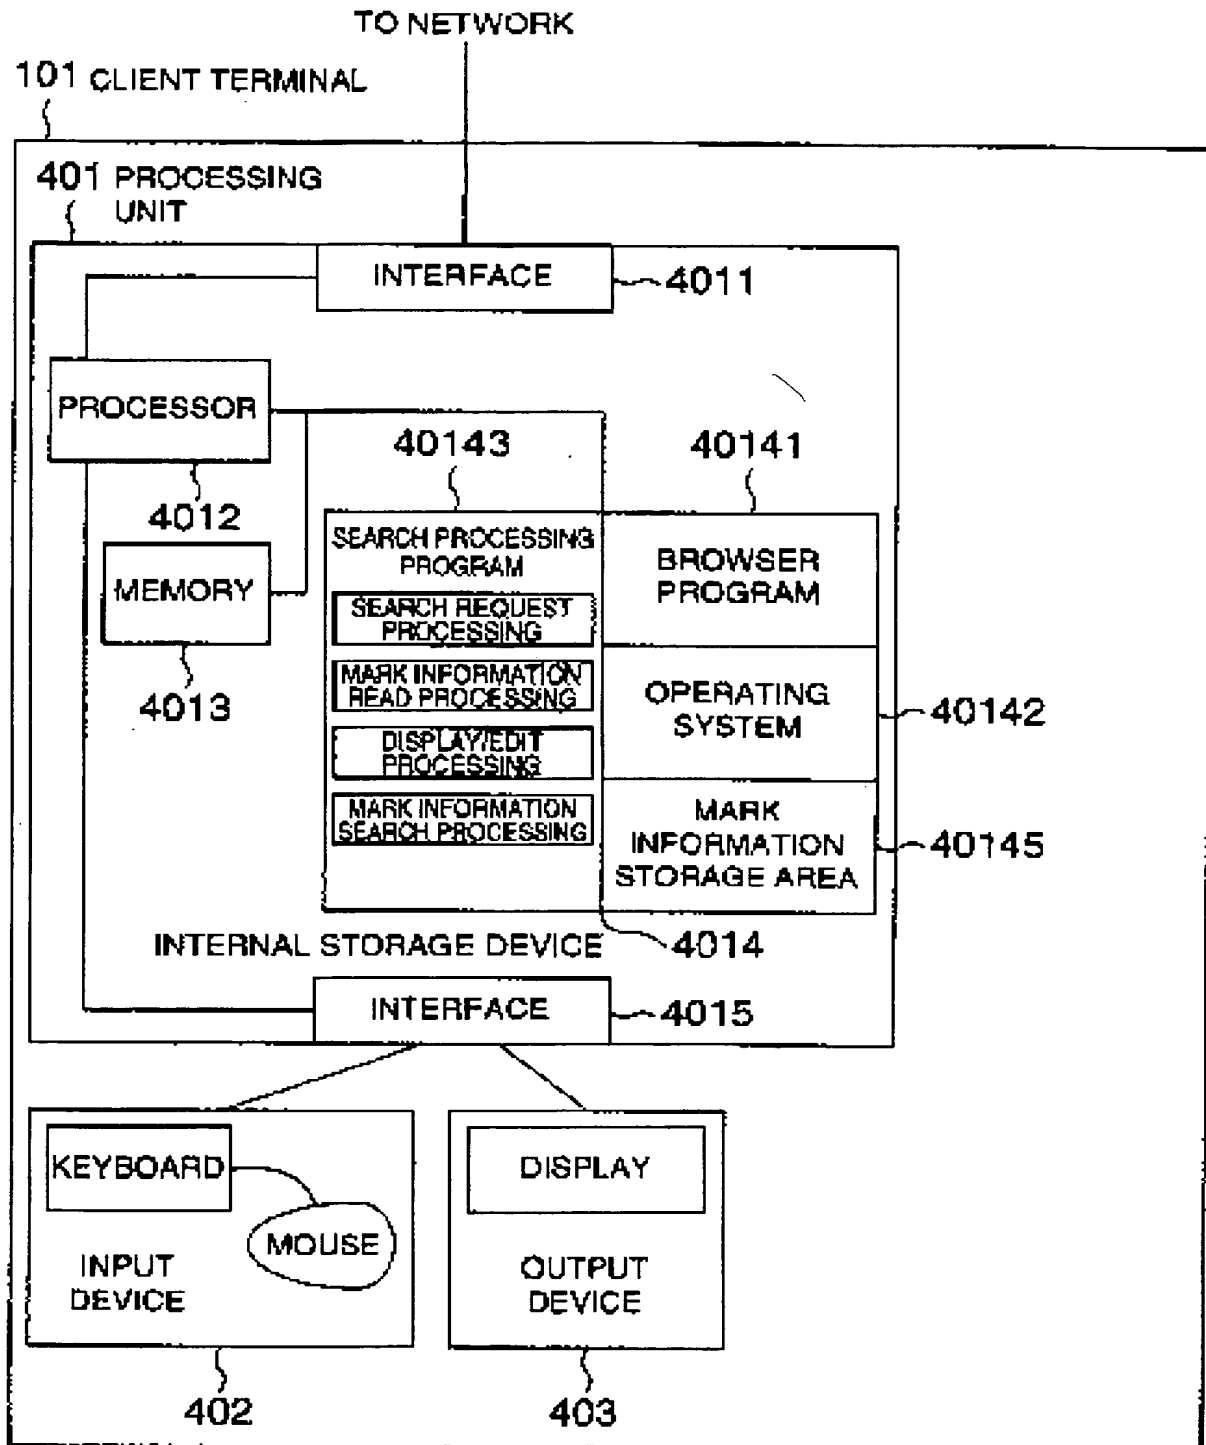 TO NETWORK
101 CLIENT TERMINAL
401 PROCESSING
UNIT
INTERFACE
4011
PROCESSOR
4012
40143
40141
SEARCH PROCESSING
PROGRAM
BROWSER
PROGRAM
MEMORY
4013
SEARCH REQUEST
PROCESSING
MARK INFORMATION
READ PROCESSING
OPERATING
SYSTEM
40142
DISPLAY/EDIT
PROCESSING
MARK INFORMATION
SEARCH PROCESSING
MARK
INFORMATION
STORAGE AREA
40145
INTERNAL STORAGE DEVICE
4014
INTERFACE
4015
KEYBOARD
MOUSE
INPUT
DEVICE
402
DISPLAY
OUTPUT
DEVICE
403